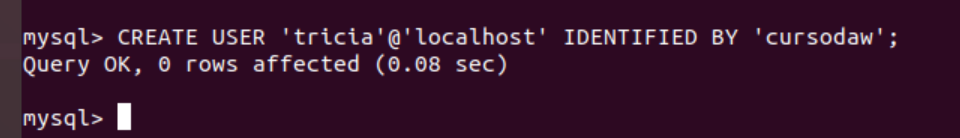 mysql> CREATE USER 'tricia'@'localhost' IDENTIFIED BY 'cursodaw';
Query OK, 0 rows affected (0.08 sec)
mysql>